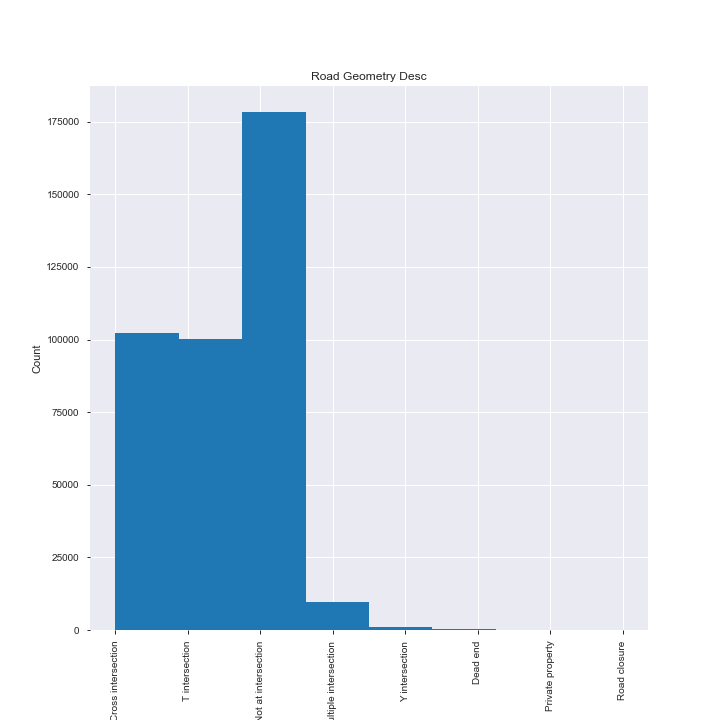 Road Geometry Desc
175000
150000
125000
100000
75000
50000
25000
0
Count
Cross intersection
T intersection
Not at intersection
intersection
Y intersection
Dead end
Private property
Road closure